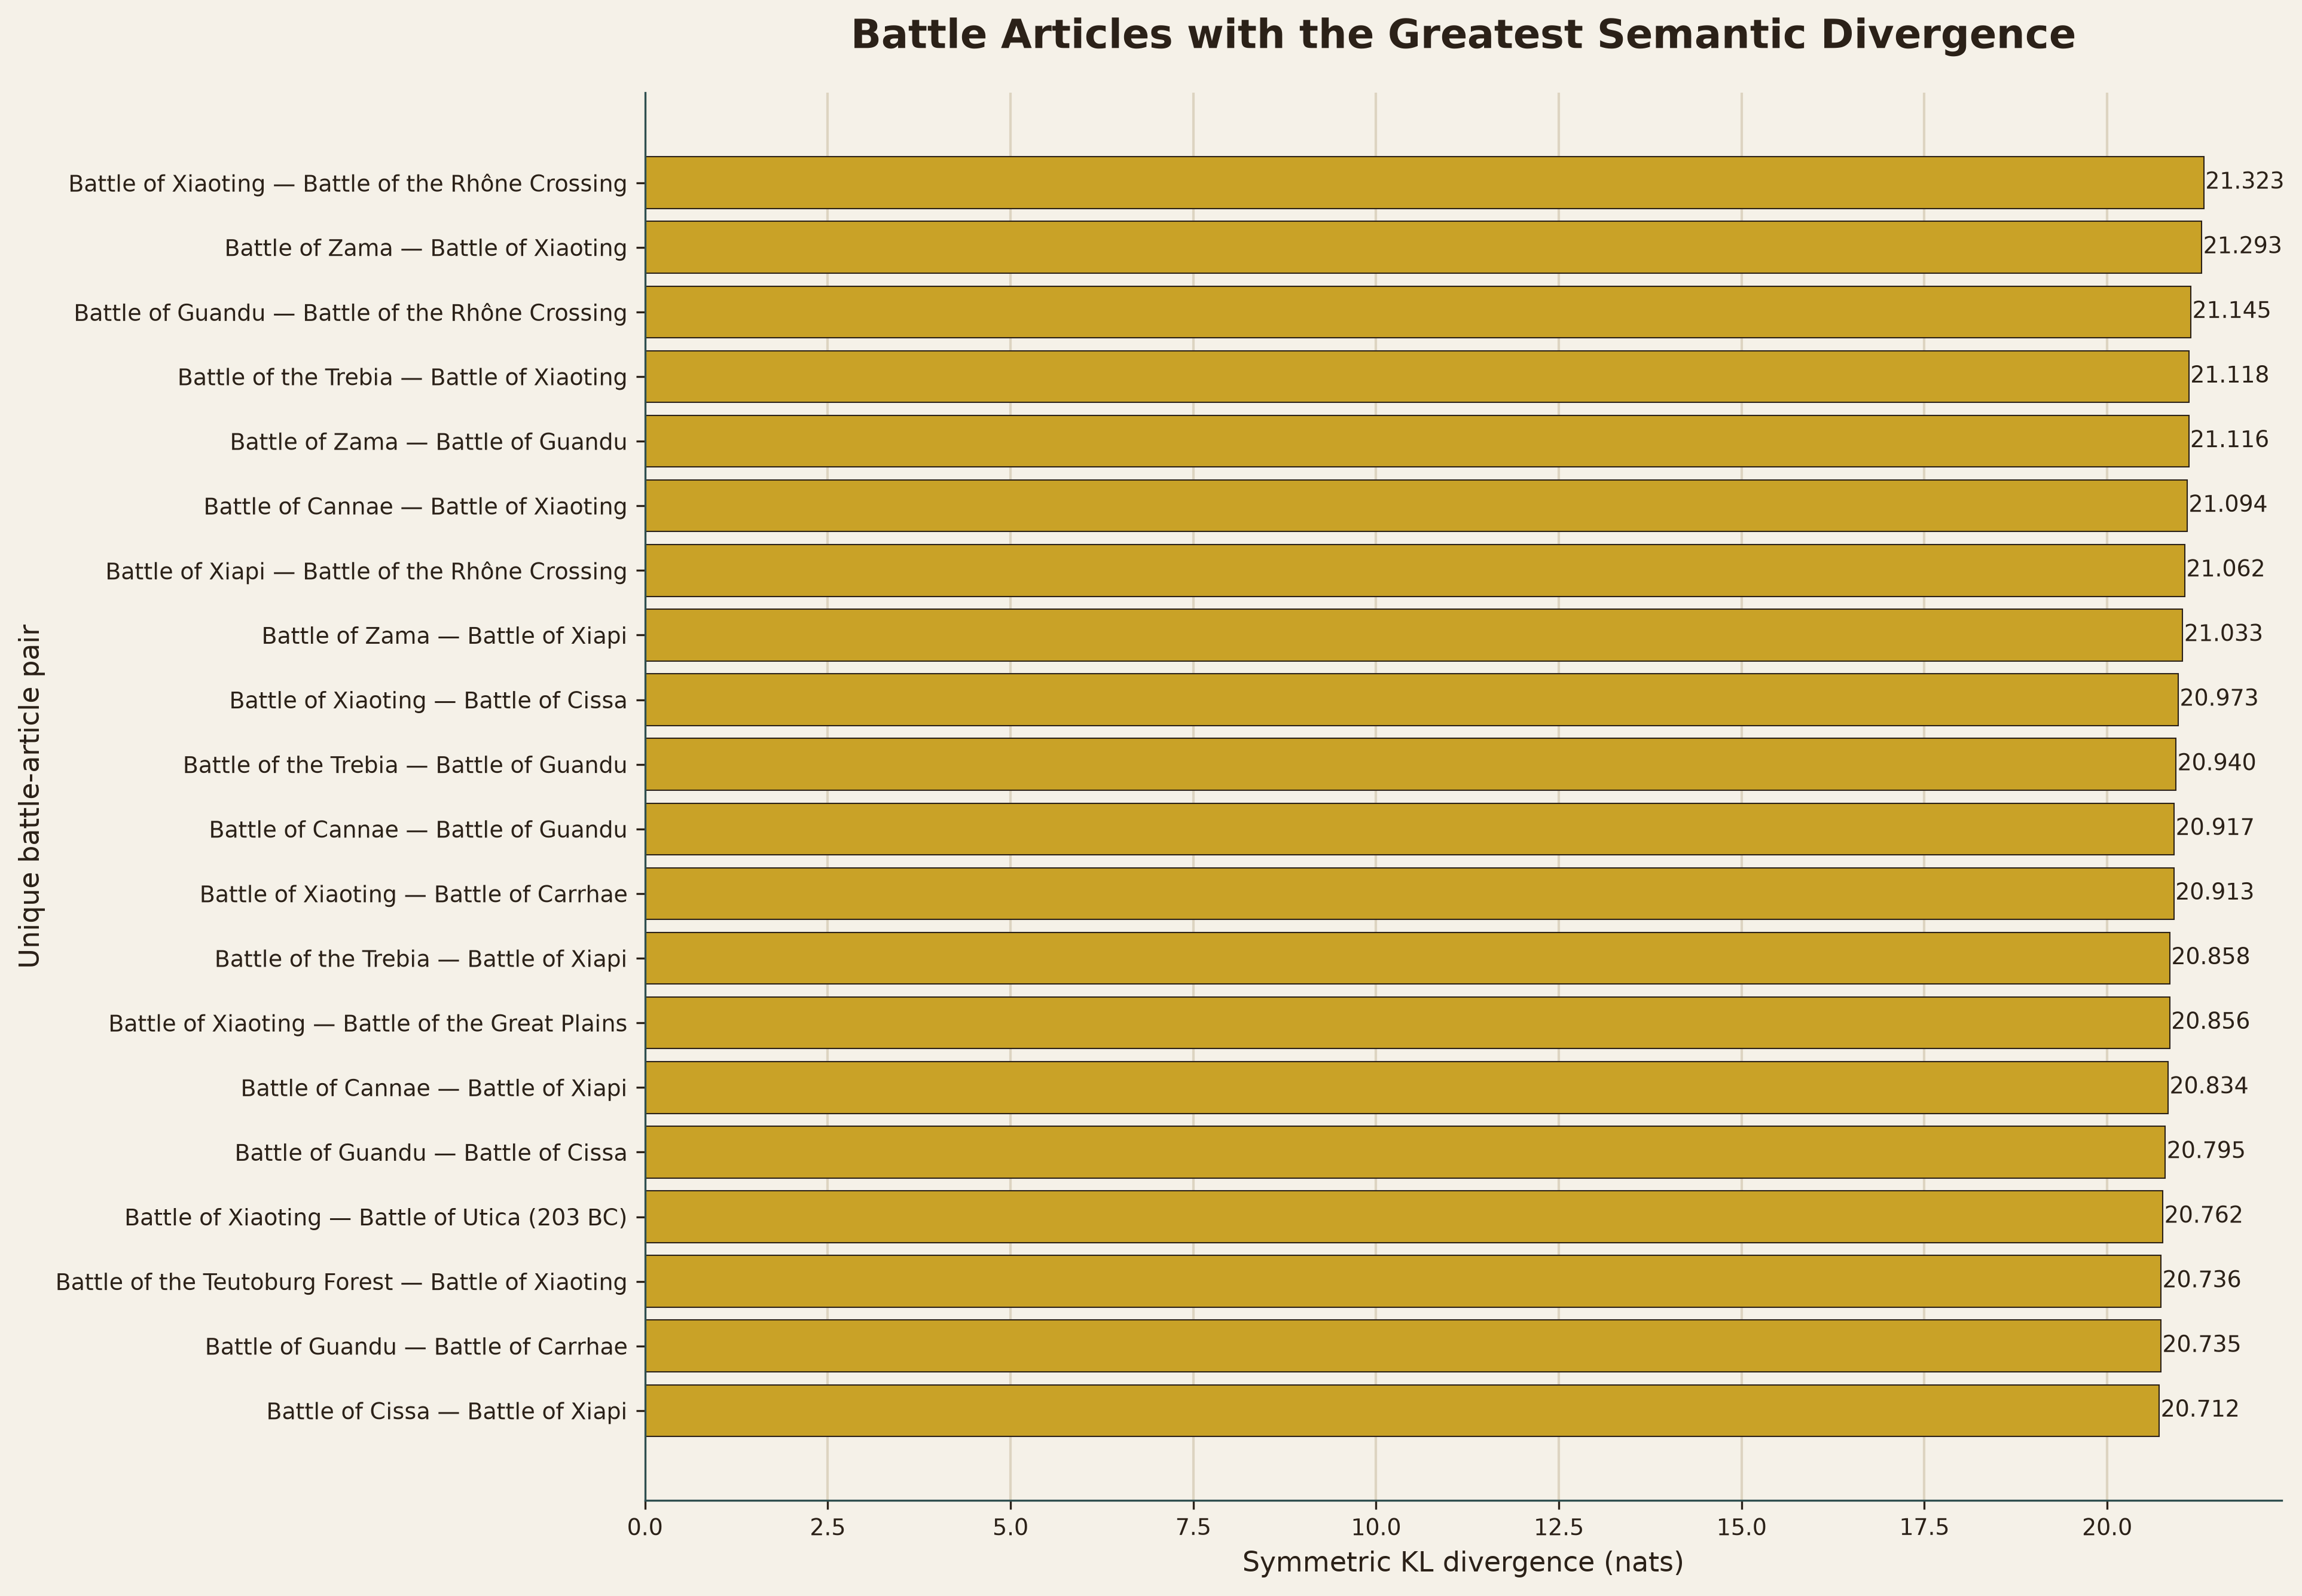 Battle Articles with the Greatest Semantic Divergence
Unique battle-article pair
Battle of Xiaoting — Battle of the Rhône Crossing 21.323
Battle of Zama — Battle of Xiaoting 21.293
Battle of Guandu — Battle of the Rhône Crossing 21.145
Battle of the Trebia — Battle of Xiaoting 21.118
Battle of Zama — Battle of Guandu 21.116
Battle of Cannae — Battle of Xiaoting 21.094
Battle of Xiapi — Battle of the Rhône Crossing 21.062
Battle of Zama — Battle of Xiapi 21.033
Battle of Xiaoting — Battle of Cissa 20.973
Battle of the Trebia — Battle of Guandu 20.940
Battle of Cannae — Battle of Guandu 20.917
Battle of Xiaoting — Battle of Carrhae 20.913
Battle of the Trebia — Battle of Xiapi 20.858
Battle of Xiaoting — Battle of the Great Plains 20.856
Battle of Cannae — Battle of Xiapi 20.834
Battle of Guandu — Battle of Cissa 20.795
Battle of Xiaoting — Battle of Utica (203 BC) 20.762
Battle of the Teutoburg Forest — Battle of Xiaoting 20.736
Battle of Guandu — Battle of Carrhae 20.735
Battle of Cissa — Battle of Xiapi 20.712
0.0 2.5 5.0 7.5 10.0 12.5 15.0 17.5 20.0
Symmetric KL divergence (nats)